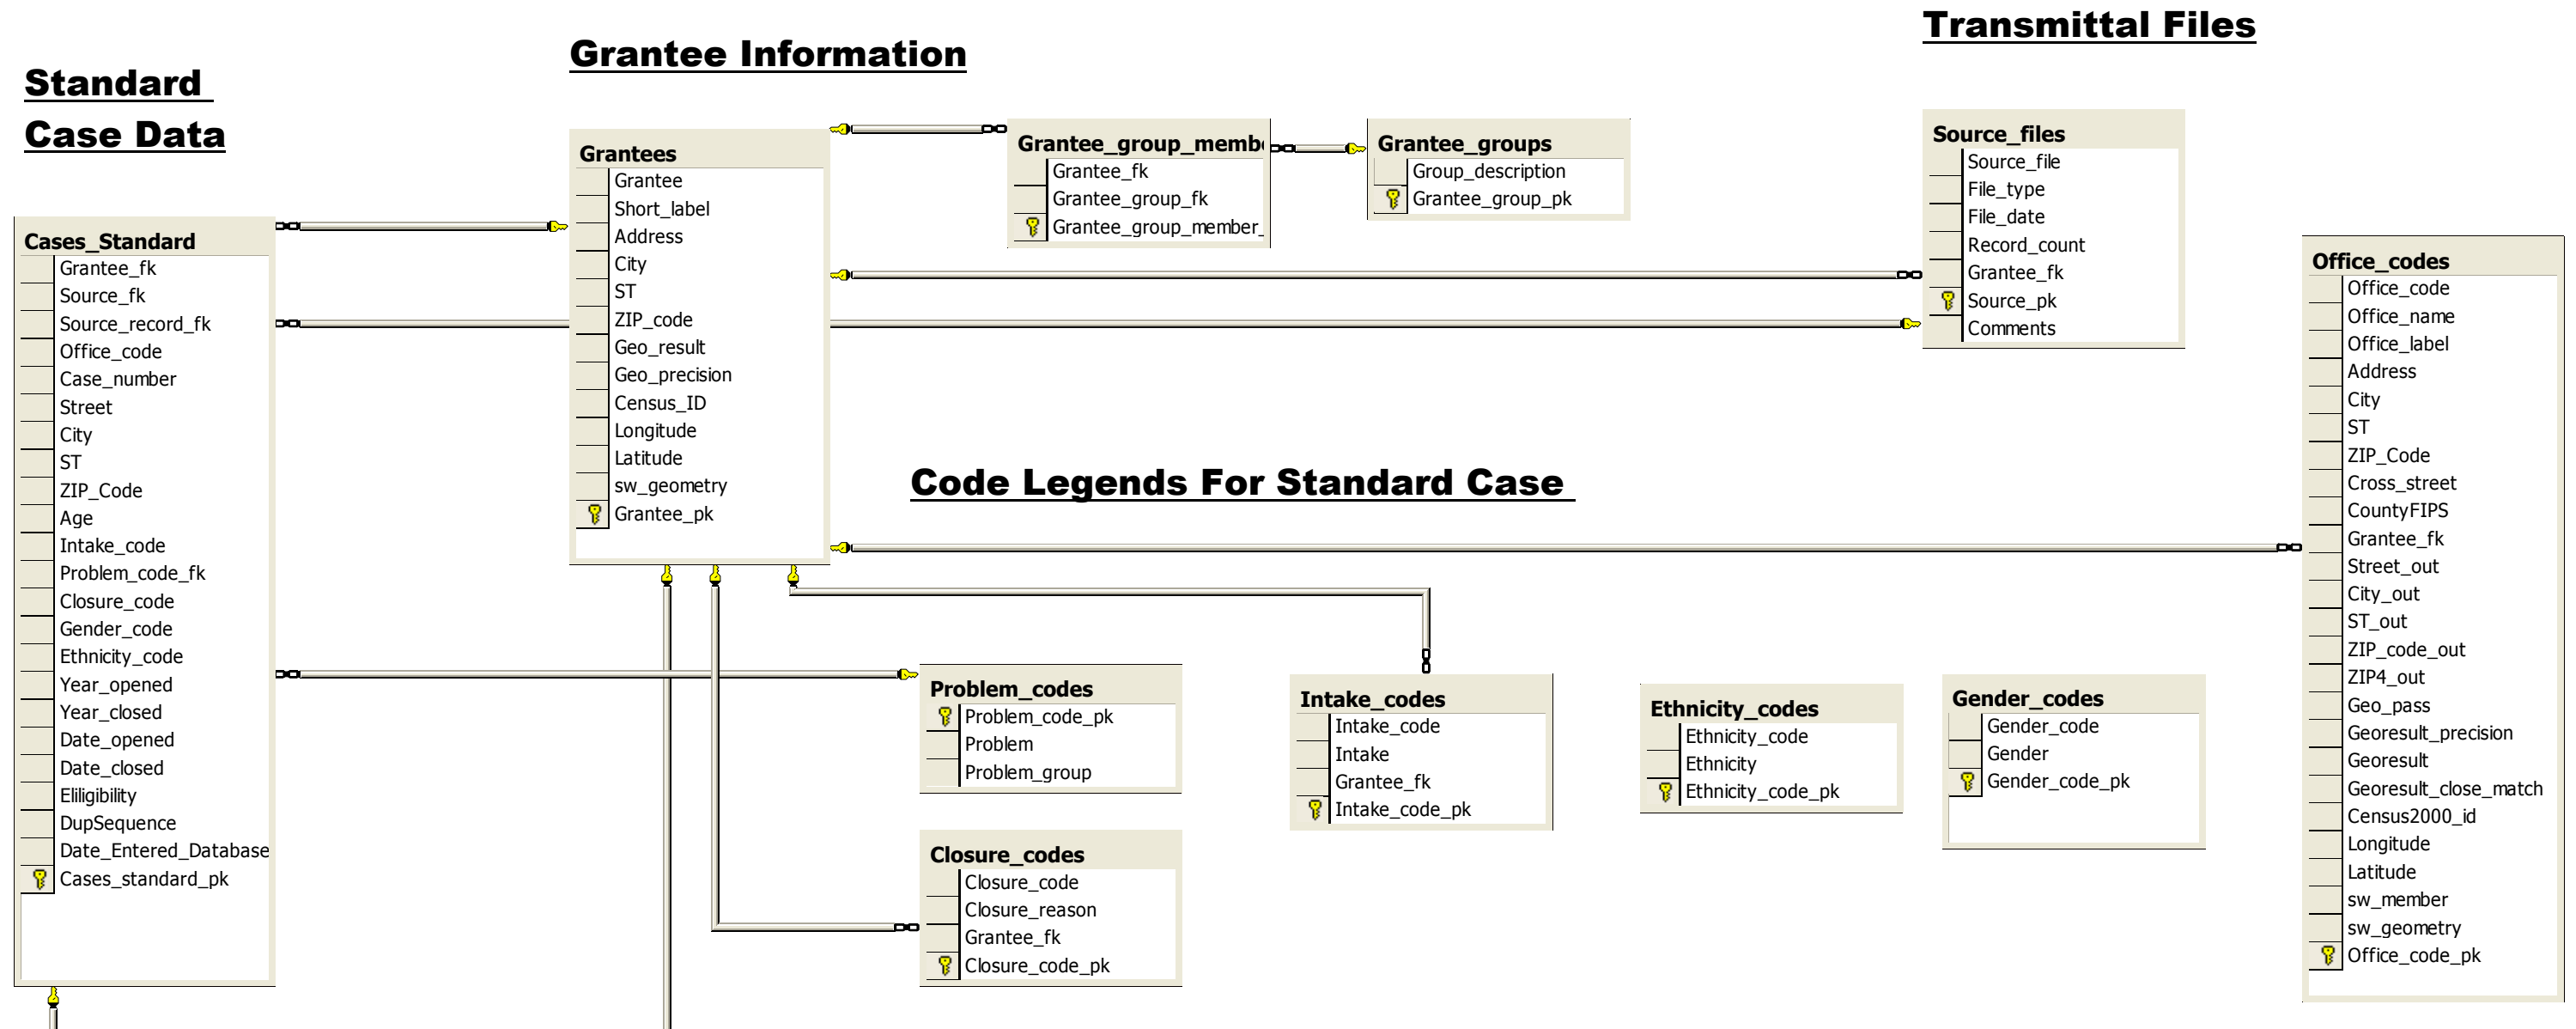 Standard
Case Data
Cases_Standard
Grantee_fk
Source_fk
Source_record_fk
Office_code
Case_number
Street
City
ST
ZIP_Code
Age
Intake_code
Problem_code_fk
Closure_code
Gender_code
Ethnicity_code
Year_opened
Year_closed
Date_opened
Date_closed
Eliligibility
DupSequence
Date_Entered_Database
Cases_standard_pk
Grantee Information
Grantees
Grantee
Short_label
Address
City
ST
ZIP_code
Geo_result
Geo_precision
Census_ID
Longitude
Latitude
sw_geometry
Grantee_pk
Grantee_group_memb
Grantee_fk
Grantee_group_fk
Grantee_group_member_
Grantee_groups
Group_description
Grantee_group_pk
Transmittal Files
Source_files
Source_file
File_type
File_date
Record_count
Grantee_fk
Source_pk
Comments
Code Legends For Standard Case
Problem_codes
Problem_code_pk
Problem
Problem_group
Closure_codes
Closure_code
Closure_reason
Grantee_fk
Closure_code_pk
Intake_codes
Intake_code
Intake
Grantee_fk
Intake_code_pk
Ethnicity_codes
Ethnicity_code
Ethnicity
Ethnicity_code_pk
Gender_codes
Gender_code
Gender
Gender_code_pk
Office_codes
Office_code
Office_name
Office_label
Address
City
ST
ZIP_Code
Cross_street
CountyFIPS
Grantee_fk
Street_out
City_out
ST_out
ZIP_code_out
ZIP4_out
Geo_pass
Georesult_precision
Georesult
Georesult_close_match
Census2000_id
Longitude
Latitude
sw_member
sw_geometry
Office_code_pk